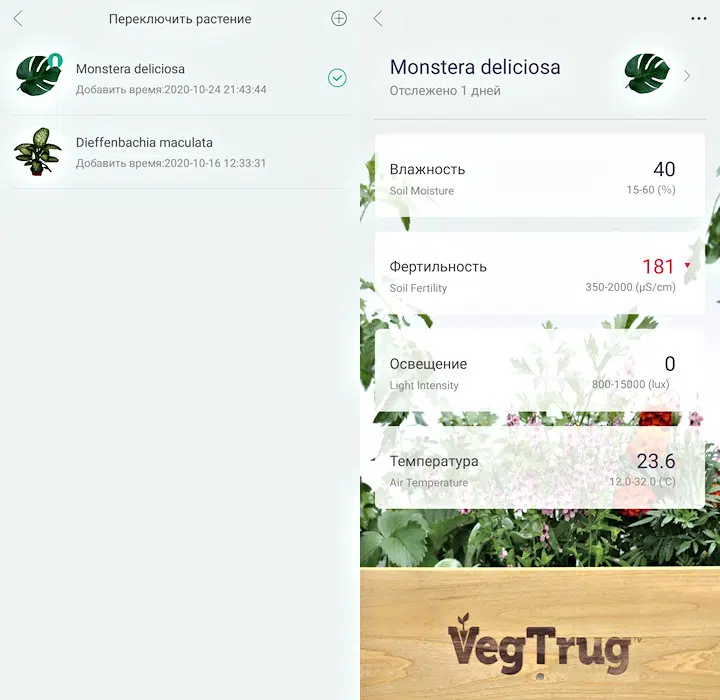 Переключить растение
Monstera deliciosa
Добавить время:2020-10-24 21:43:44
Dieffenbachia maculata
Добавить время:2020-10-16 12:33:31
Monstera deliciosa
Отслежено 1 дней
Влажность 40
Soil Moisture 15-60 (%)
Фертильность 181
Soil Fertility 350-2000 (µS/cm)
Освещение 0
Light Intensity 800-15000 (lux)
Температура 23.6
Air Temperature 12.0-32.0 (°C)
VegTrug™